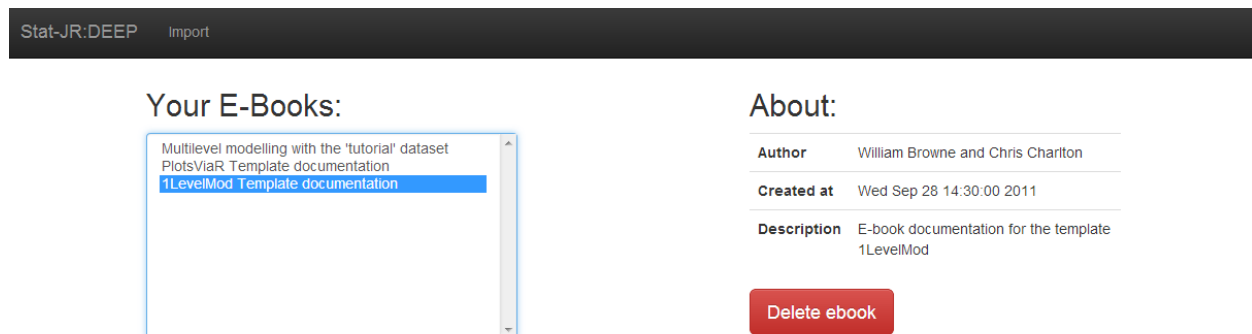 Stat-JR:DEEP Import
Your E-Books:
Multilevel modelling with the 'tutorial' dataset
PlotsViaR Template documentation
1LevelMod Template documentation
About:
Author William Browne and Chris Charlton
Created at Wed Sep 28 14:30:00 2011
Description E-book documentation for the template
1LevelMod
Delete ebook